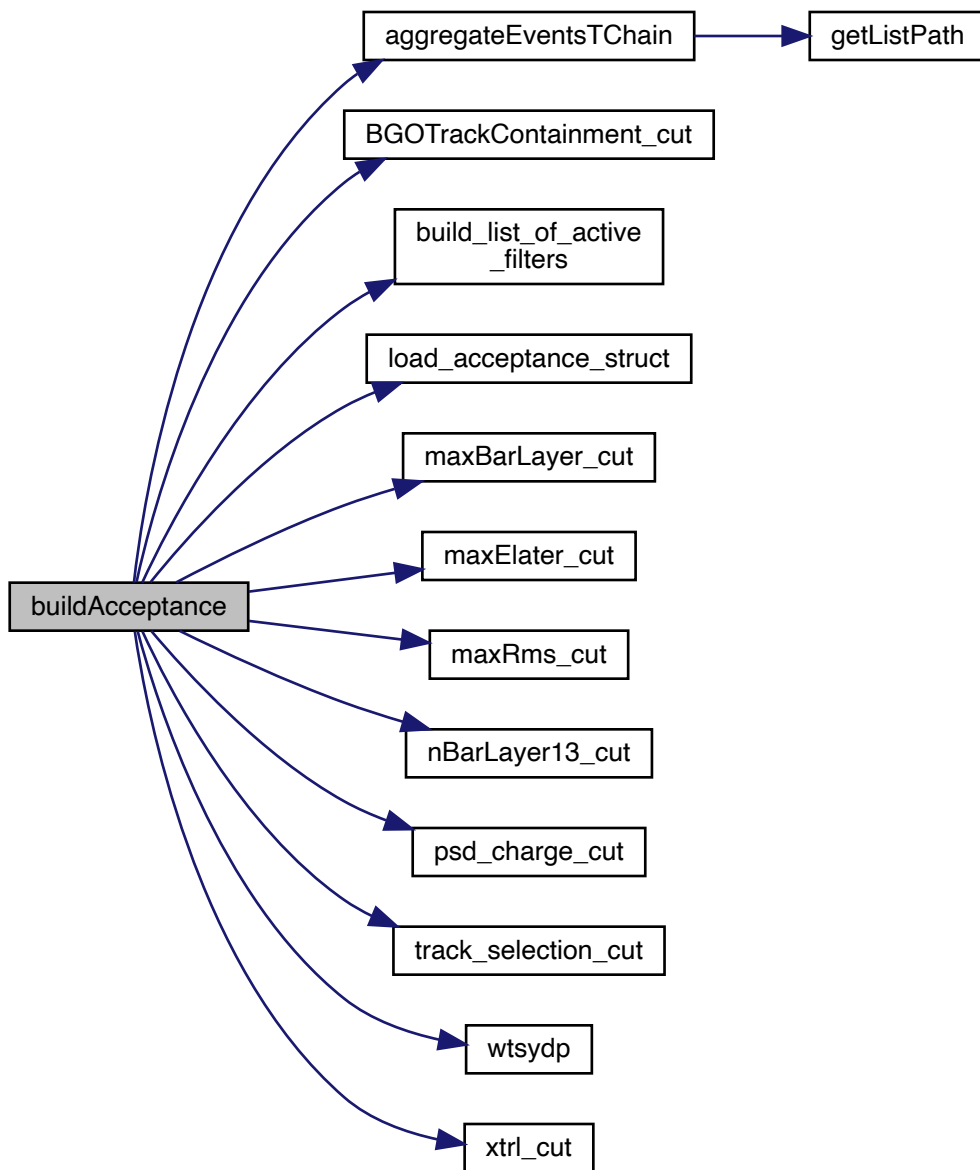 aggregateEventsTChain
getListPath
BGOTrackContainment_cut
build_list_of_active
_filters
load_acceptance_struct
maxBarLayer_cut
maxElater_cut
buildAcceptance
maxRms_cut
nBarLayer13_cut
psd_charge_cut
track_selection_cut
wtsydp
xtrl_cut